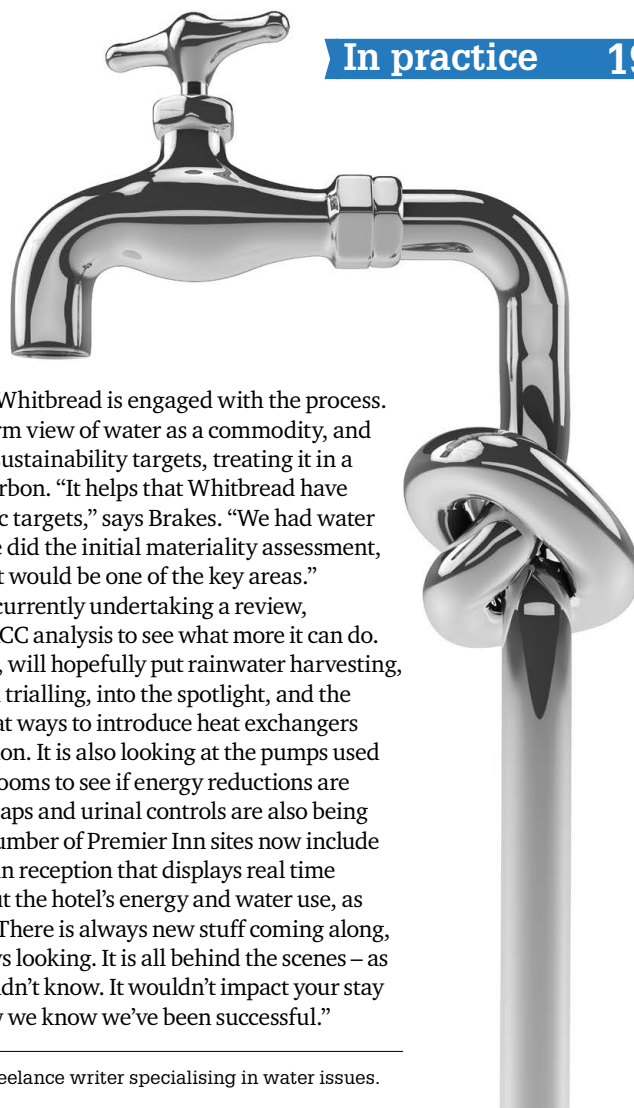 In practice 19
Whitbread is engaged with the process.
rm view of water as a commodity, and
sustainability targets, treating it in a
rbon. “It helps that Whitbread have
c targets,” says Brakes. “We had water
e did the initial materiality assessment,
t would be one of the key areas.”
currently undertaking a review,
CC analysis to see what more it can do.
, will hopefully put rainwater harvesting,
trialling, into the spotlight, and the
at ways to introduce heat exchangers
on. It is also looking at the pumps used
ooms to see if energy reductions are
aps and urinal controls are also being
umber of Premier Inn sites now include
in reception that displays real time
ut the hotel’s energy and water use, as
There is always new stuff coming along,
ys looking. It is all behind the scenes – as
dn’t know. It wouldn’t impact your stay
w we know we’ve been successful.”
eelance writer specialising in water issues.